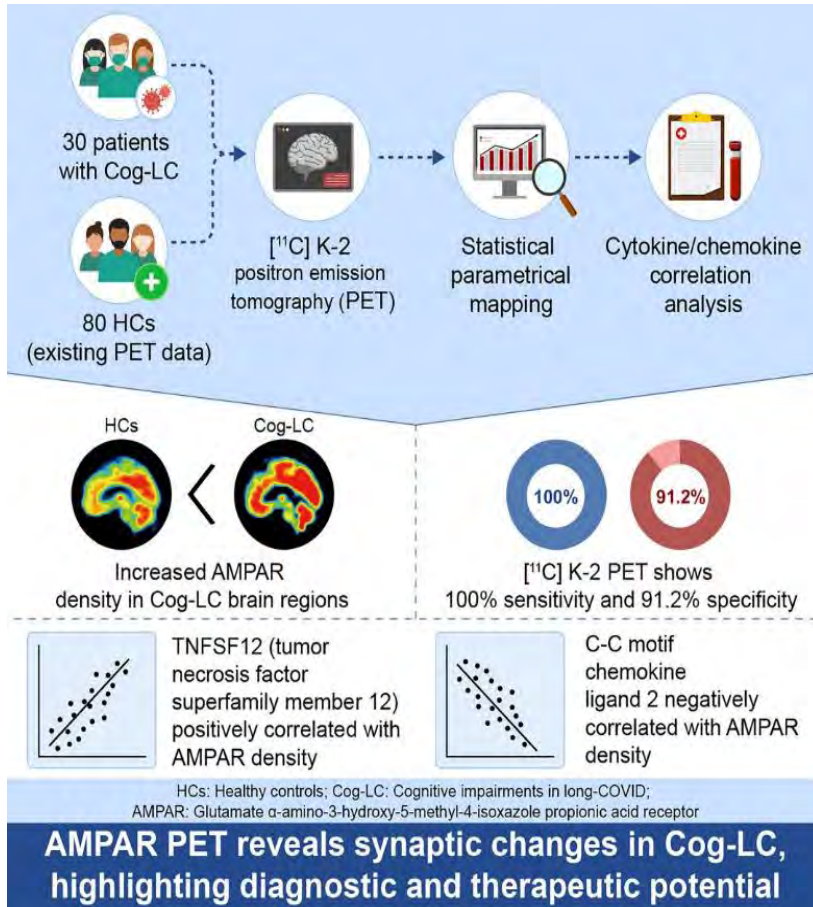 30 patients
with Cog-LC
80 HCs
(existing PET data)
[¹¹C] K-2
positron emission
tomography (PET)
Statistical
parametrical
mapping
Cytokine/chemokine
correlation
analysis
HCs
Cog-LC
<
Increased AMPAR
density in Cog-LC brain regions
100%
91.2%
[¹¹C] K-2 PET shows
100% sensitivity and 91.2% specificity
TNFSF12 (tumor
necrosis factor
superfamily member 12)
positively correlated with
AMPAR density
C-C motif
chemokine
ligand 2 negatively
correlated with AMPAR
density
HCs: Healthy controls; Cog-LC: Cognitive impairments in long-COVID;
AMPAR: Glutamate α-amino-3-hydroxy-5-methyl-4-isoxazole propionic acid receptor
AMPAR PET reveals synaptic changes in Cog-LC,
highlighting diagnostic and therapeutic potential